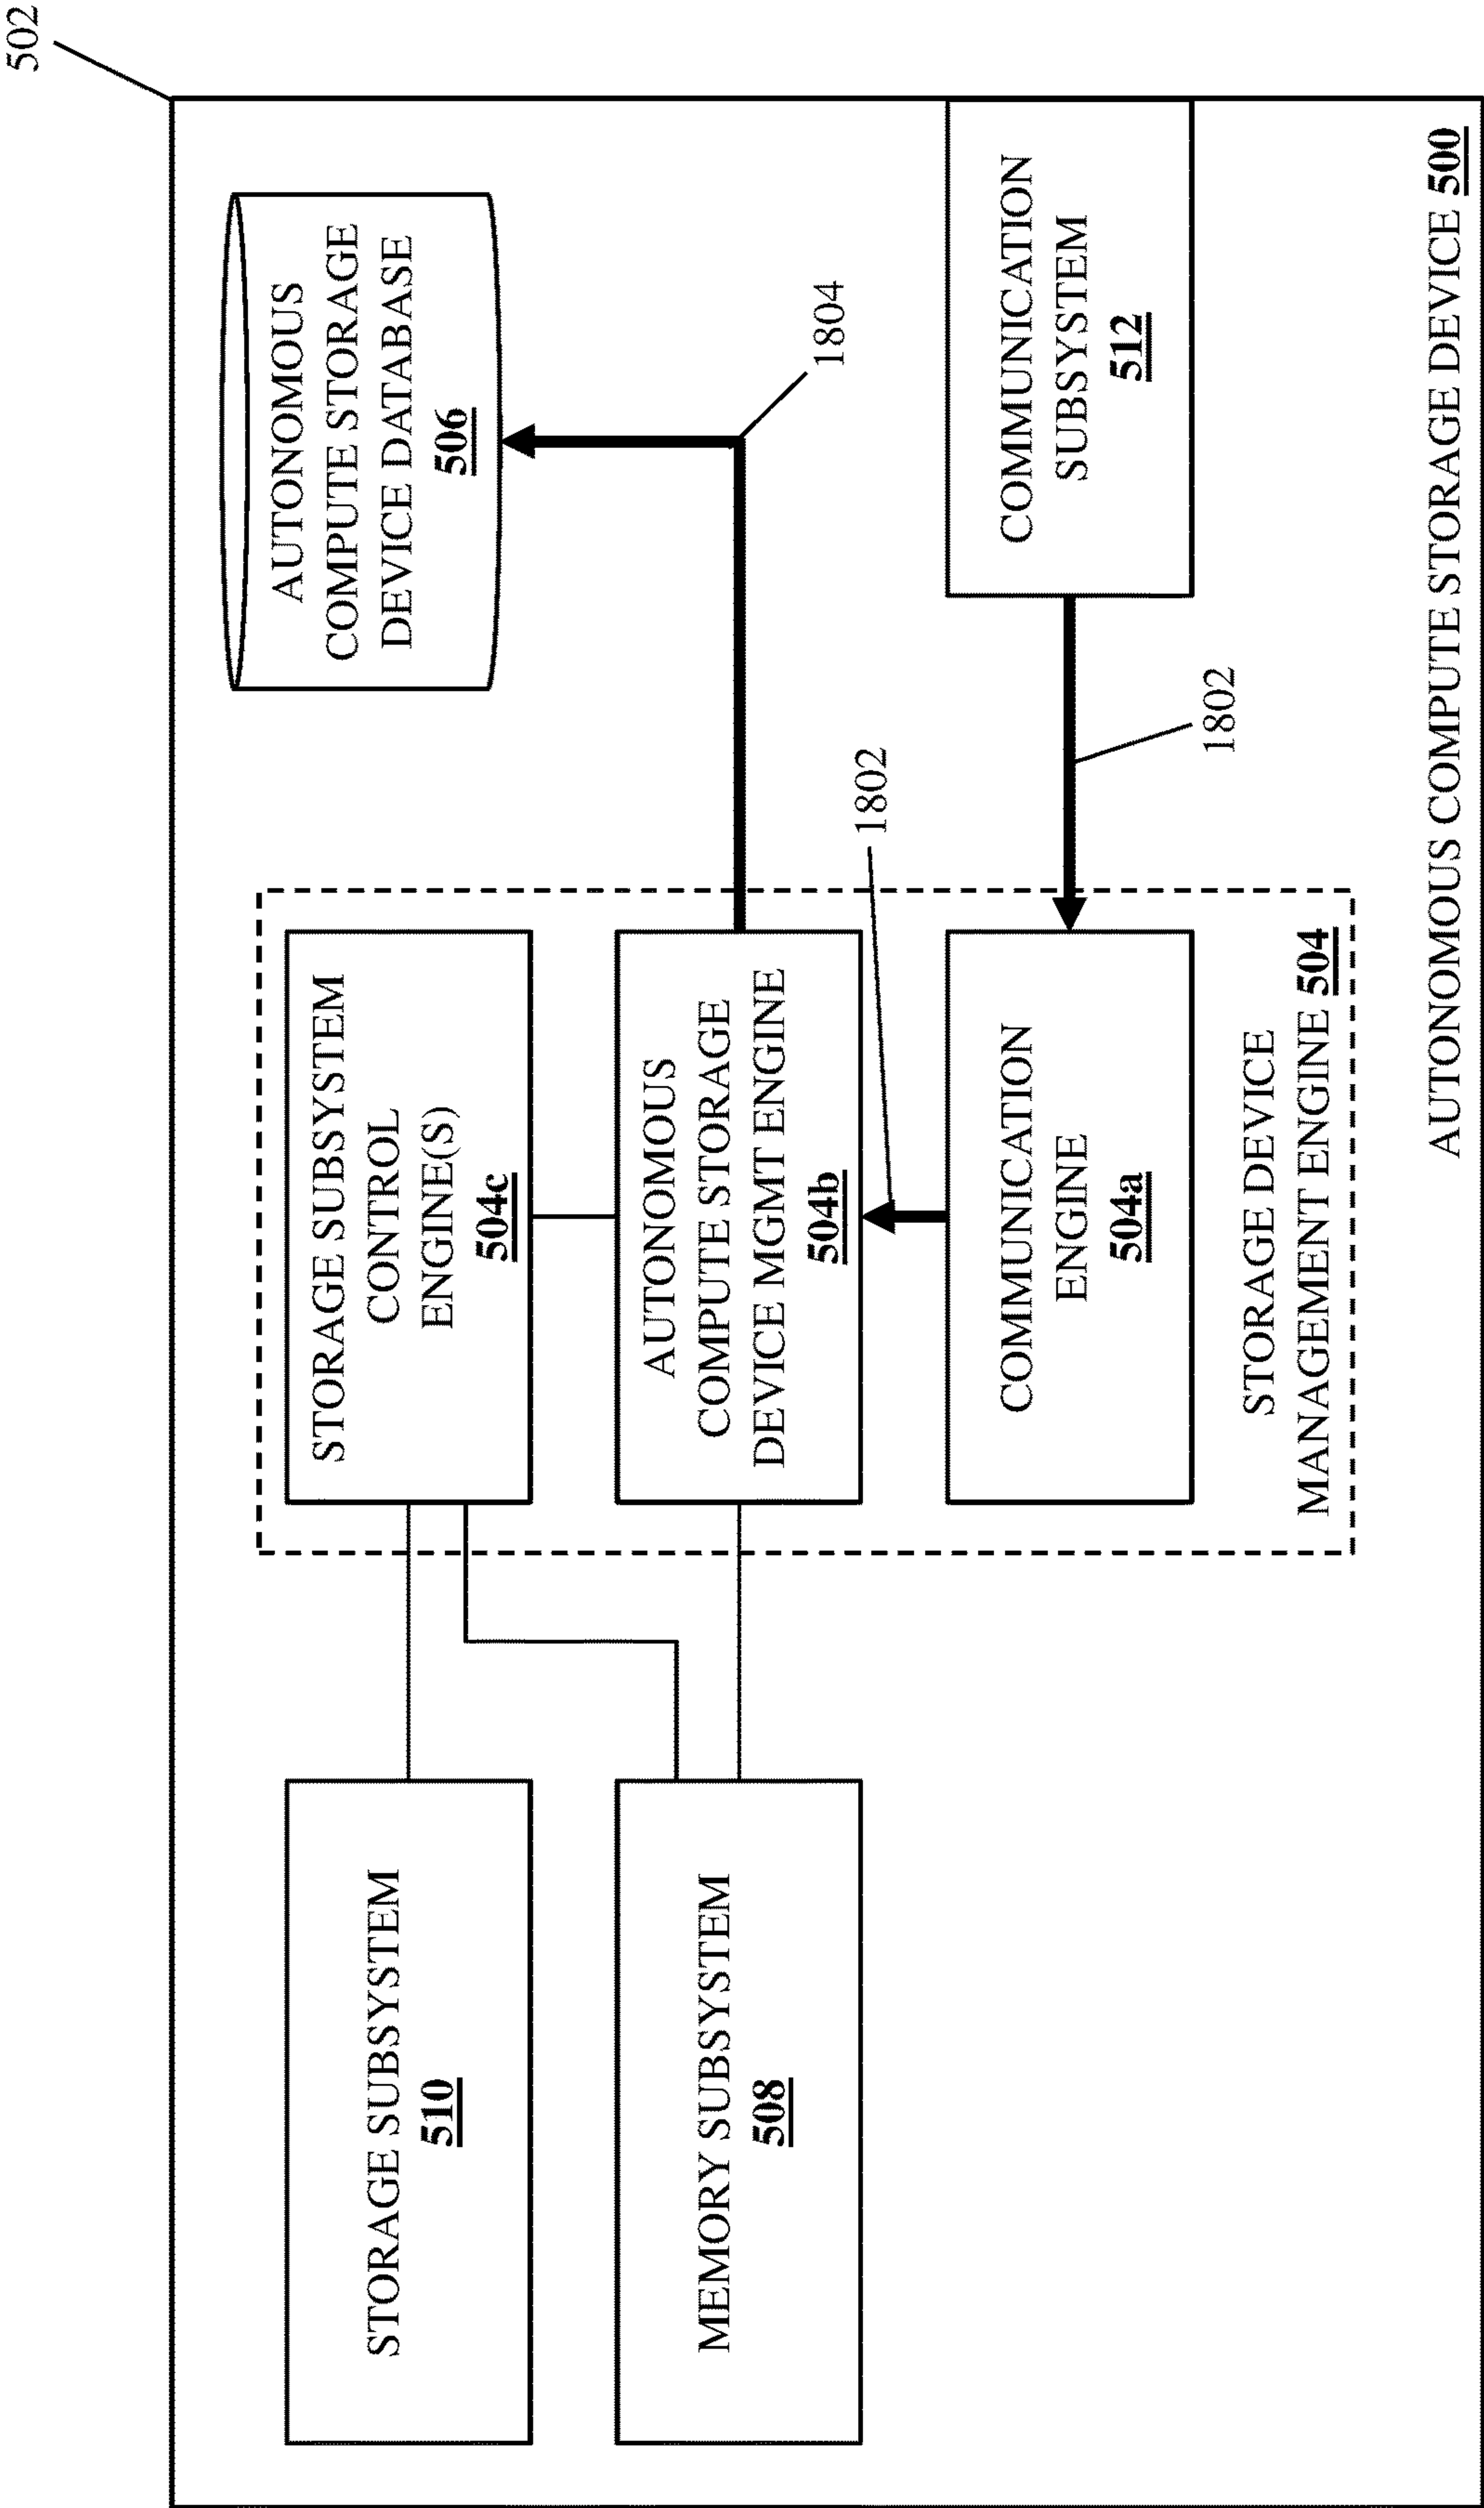 502
STORAGE SUBSYSTEM
510
STORAGE SUBSYSTEM
CONTROL
ENGINE(S)
504c
AUTONOMOUS
COMPUTE STORAGE
DEVICE DATABASE
506
MEMORY SUBSYSTEM
508
AUTONOMOUS
COMPUTE STORAGE
DEVICE MGMT ENGINE
504b
1804
1802
COMMUNICATION
ENGINE
504a
COMMUNICATION
SUBSYSTEM
512
1802
STORAGE DEVICE
MANAGEMENT ENGINE 504
AUTONOMOUS COMPUTE STORAGE DEVICE 500